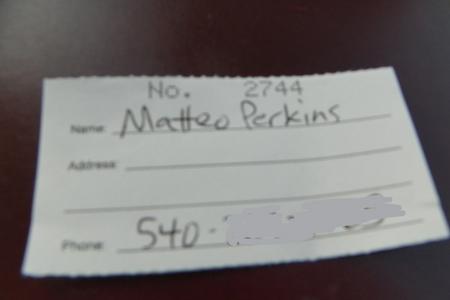 No. 2744
Name: Matteo Perkins
Address:
Phone: 540-